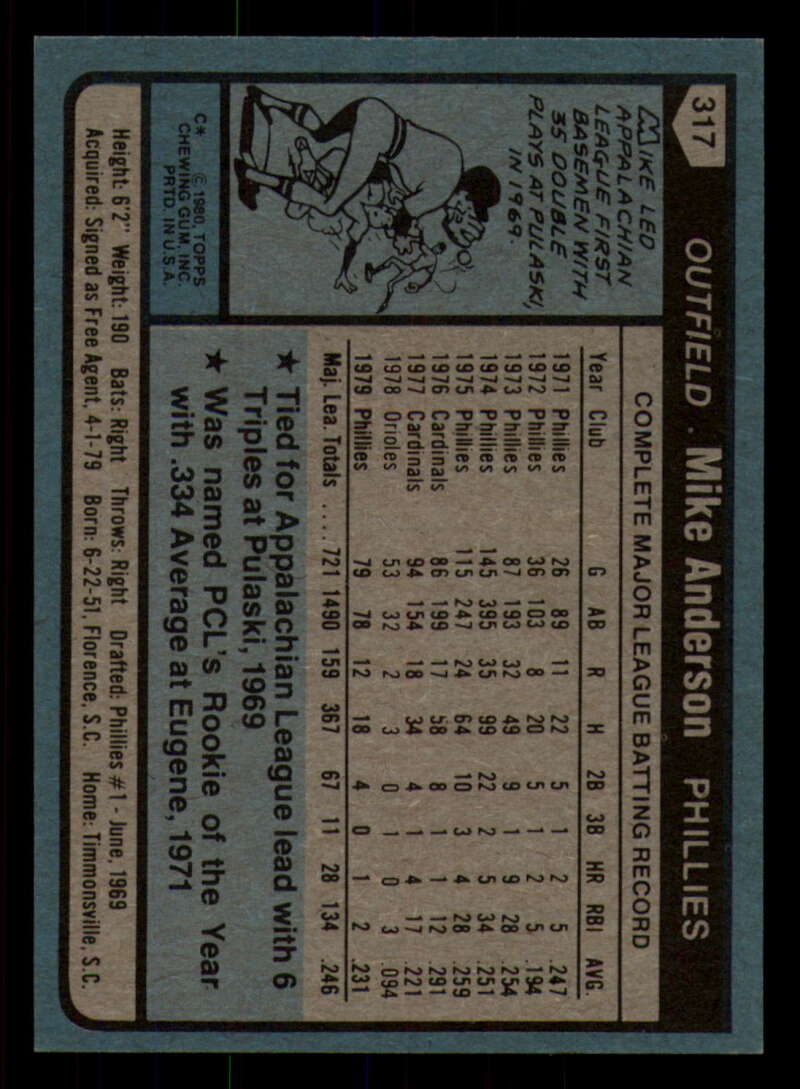 317
OUTFIELD . Mike Anderson PHILLIES
MIKE LED
APPALACHIAN
LEAGUE FIRST
BASEMEN WITH
35 DOUBLE
PLAYS AT PULASKI,
IN 1969.
C* © 1980 TOPPS
CHEWING GUM, INC.
PRTD. IN U.S.A.
COMPLETE MAJOR LEAGUE BATTING RECORD
Year Club G AB R H 2B 3B HR RBI AVG.
1971 Phillies 26 89 11 22 5 1 2 5 .247
1972 Phillies 36 103 8 20 5 1 2 5 .194
1973 Phillies 87 193 32 49 9 1 9 28 .254
1974 Phillies 145 395 35 99 22 2 5 34 .251
1975 Phillies 115 247 24 64 10 3 4 28 .259
1976 Cardinals 86 199 17 58 8 1 1 12 .291
1977 Cardinals 94 154 18 34 4 1 4 17 .221
1978 Orioles 53 32 2 3 0 1 0 3 .094
1979 Phillies 79 78 12 18 4 0 1 2 .231
Maj. Lea. Totals .... 721 1490 159 367 67 11 28 134 .246
★ Tied for Appalachian League lead with 6
Triples at Pulaski, 1969
★ Was named PCL's Rookie of the Year
with .334 Average at Eugene, 1971
Height: 6'2" Weight: 190 Bats: Right Throws: Right Drafted: Phillies #1 - June, 1969
Acquired: Signed as Free Agent, 4-1-79 Born: 6-22-51, Florence, S.C. Home: Timmonsville, S.C.